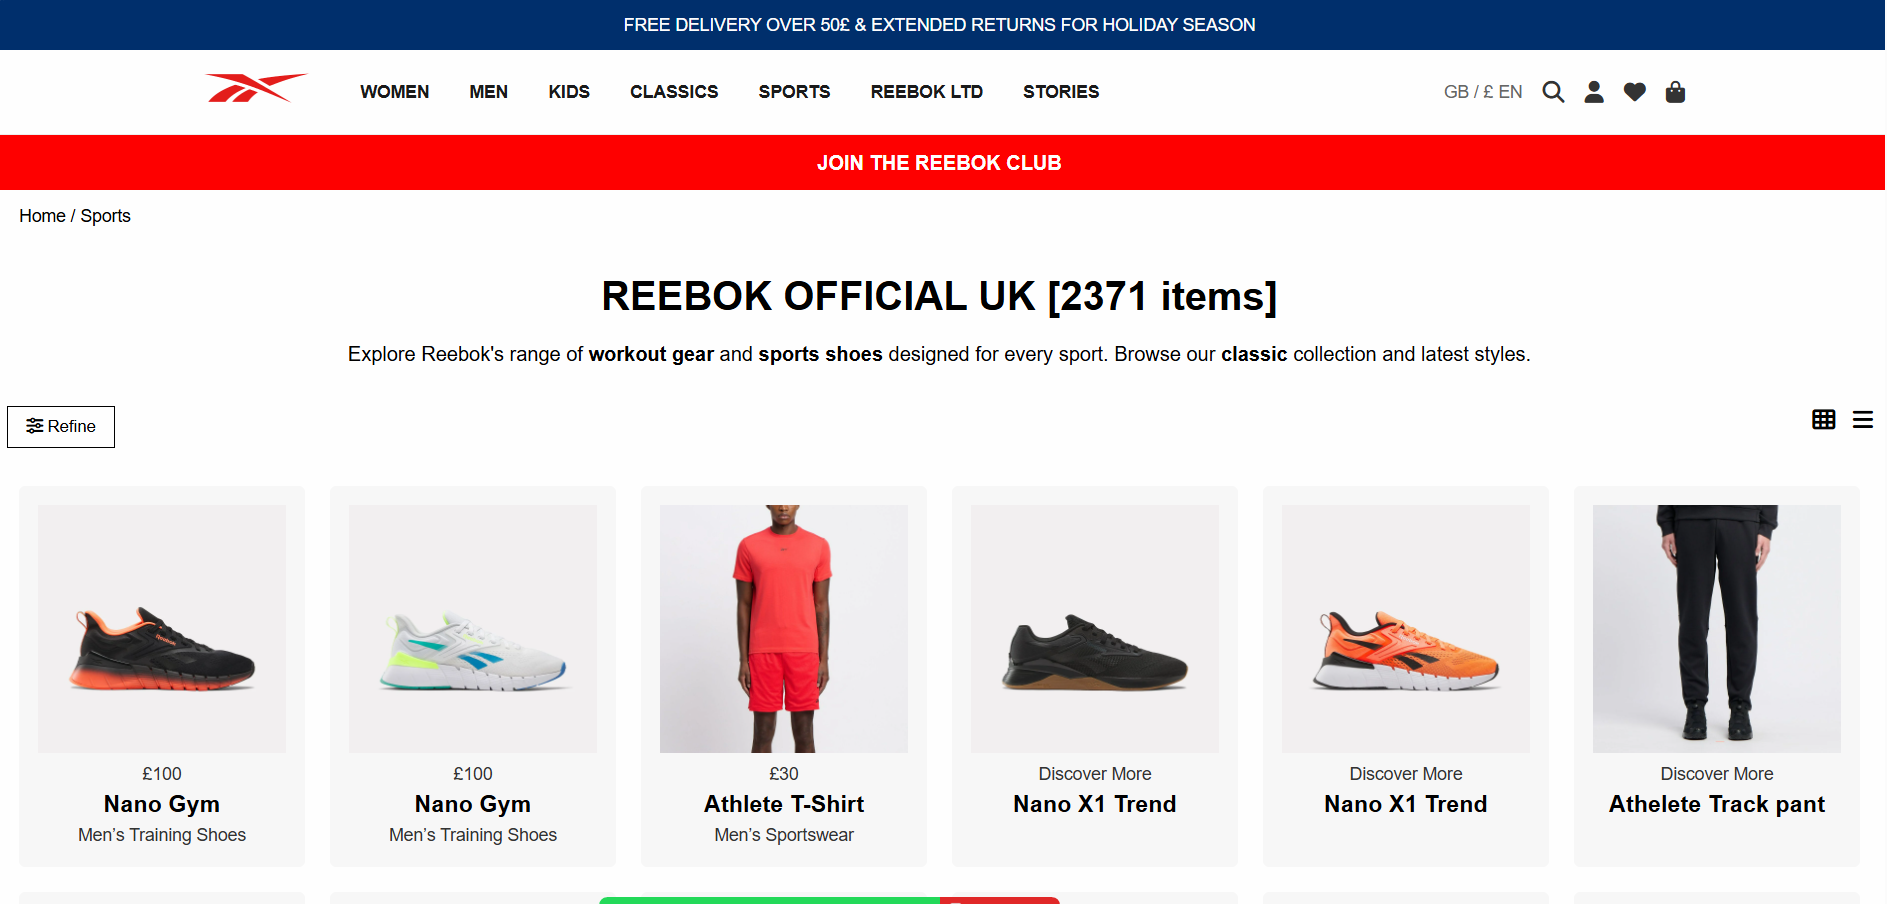 FREE DELIVERY OVER 50£ & EXTENDED RETURNS FOR HOLIDAY SEASON
WOMEN MEN KIDS CLASSICS SPORTS REEBOK LTD STORIES GB / £ EN
JOIN THE REEBOK CLUB
Home / Sports
REEBOK OFFICIAL UK [2371 items]
Explore Reebok's range of workout gear and sports shoes designed for every sport. Browse our classic collection and latest styles.
Refine
Reebok
£100
Nano Gym
Men’s Training Shoes
£100
Nano Gym
Men’s Training Shoes
£30
Athlete T-Shirt
Men’s Sportswear
Discover More
Nano X1 Trend
Discover More
Nano X1 Trend
Discover More
Athelete Track pant